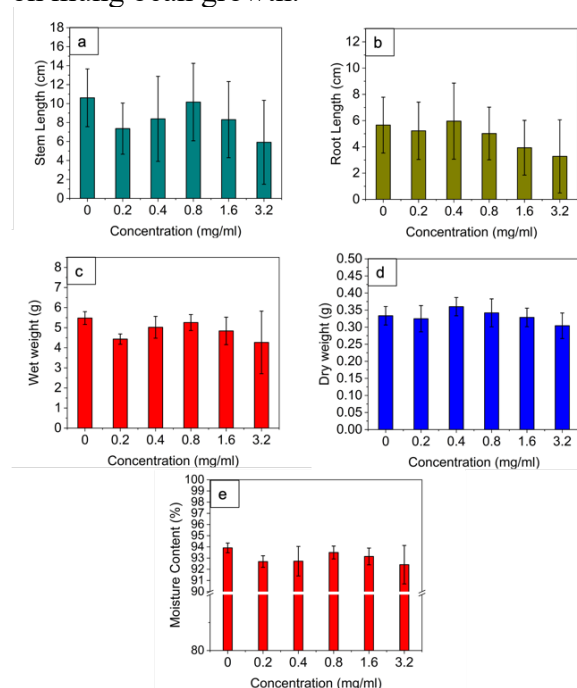 on mung bean growth.
a
Stem Length (cm)
18
16
14
12
10
8
6
4
2
0
0 0.2 0.4 0.8 1.6 3.2
Concentration (mg/ml)
b
Root Length (cm)
12
10
8
6
4
2
0
0 0.2 0.4 0.8 1.6 3.2
Concentration (mg/ml)
c
Wet weight (g)
8
7
6
5
4
3
2
1
0
0 0.2 0.4 0.8 1.6 3.2
Concentration (mg/ml)
d
Dry weight (g)
0.50
0.45
0.40
0.35
0.30
0.25
0.20
0.15
0.10
0.05
0.00
0 0.2 0.4 0.8 1.6 3.2
Concentration (mg/ml)
e
Moisture Content (%)
100
99
98
97
96
95
94
93
92
91
90
80
0 0.2 0.4 0.8 1.6 3.2
Concentration (mg/ml)